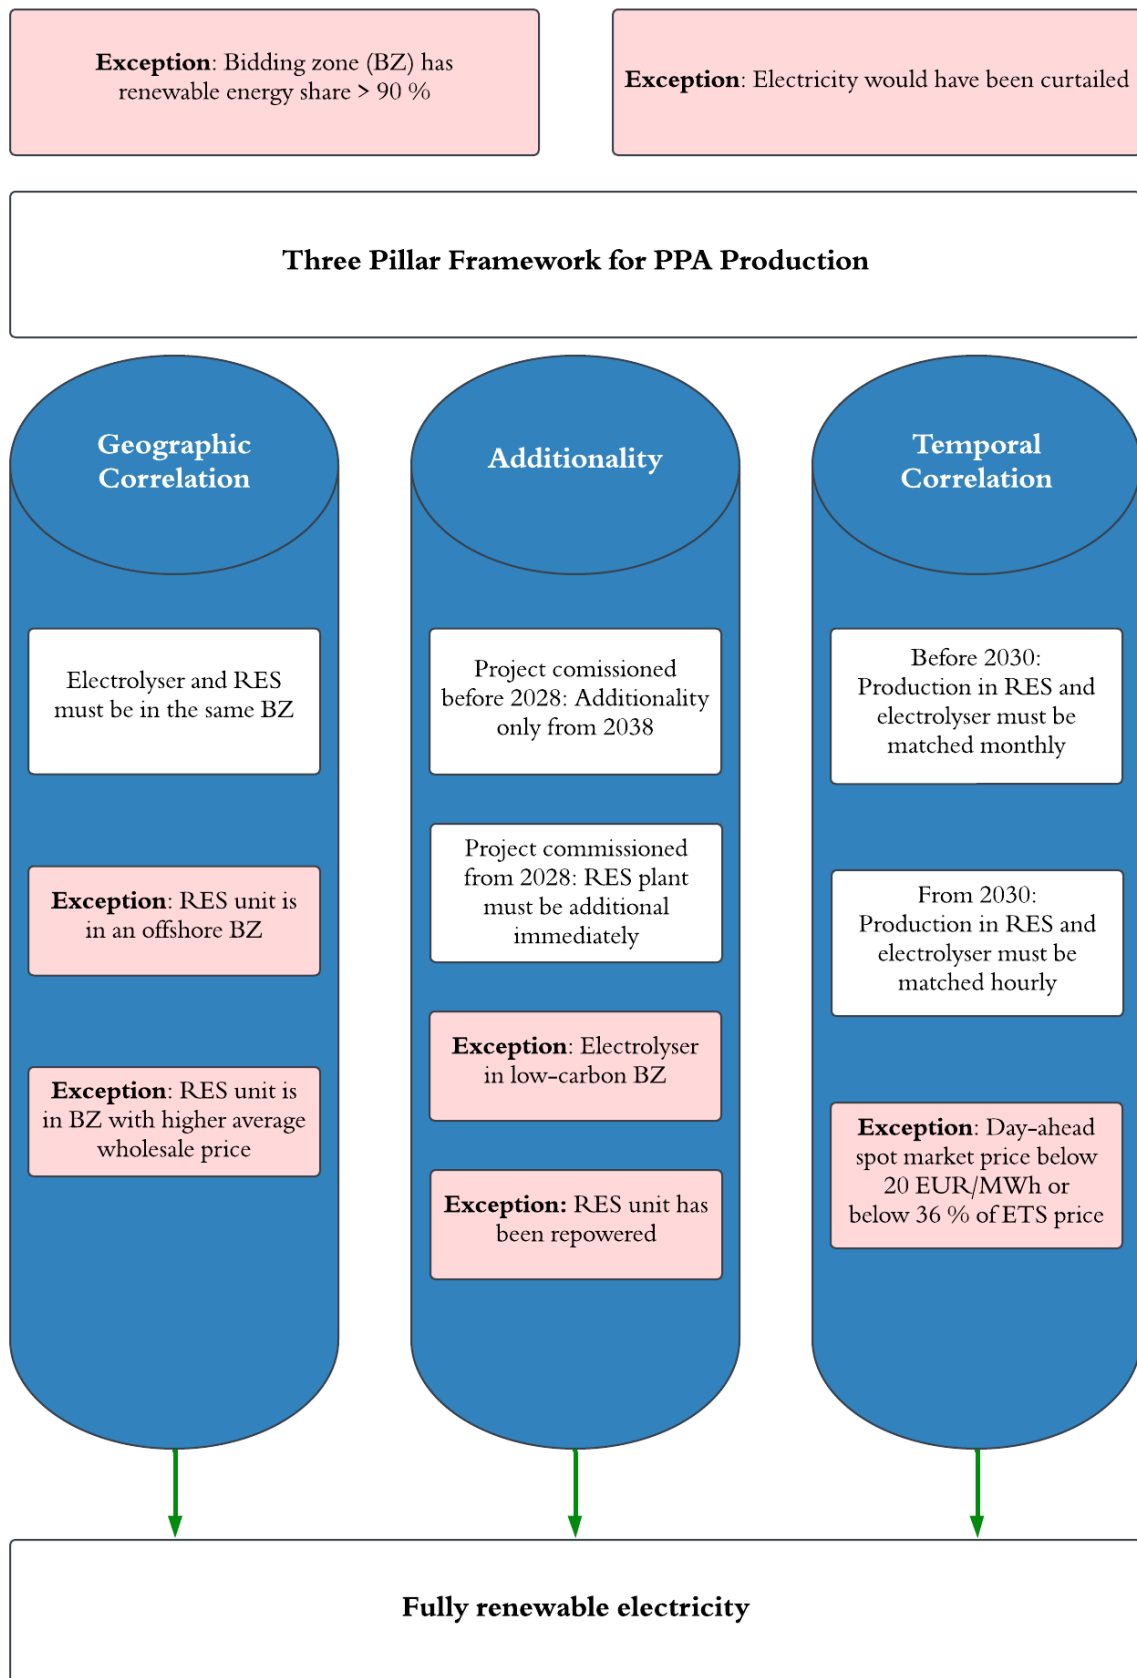 Exception: Bidding zone (BZ) has
renewable energy share > 90 %
Exception: Electricity would have been curtailed
Three Pillar Framework for PPA Production
Geographic
Correlation
Electrolyser and RES
must be in the same BZ
Exception: RES unit is
in an offshore BZ
Exception: RES unit is
in BZ with higher average
wholesale price
Additionality
Project comissioned
before 2028: Additionality
only from 2038
Project commissioned
from 2028: RES plant
must be additional
immediately
Exception: Electrolyser
in low-carbon BZ
Exception: RES unit has
been repowered
Temporal
Correlation
Before 2030:
Production in RES and
electrolyser must be
matched monthly
From 2030:
Production in RES and
electrolyser must be
matched hourly
Exception: Day-ahead
spot market price below
20 EUR/MWh or
below 36 % of ETS price
Fully renewable electricity